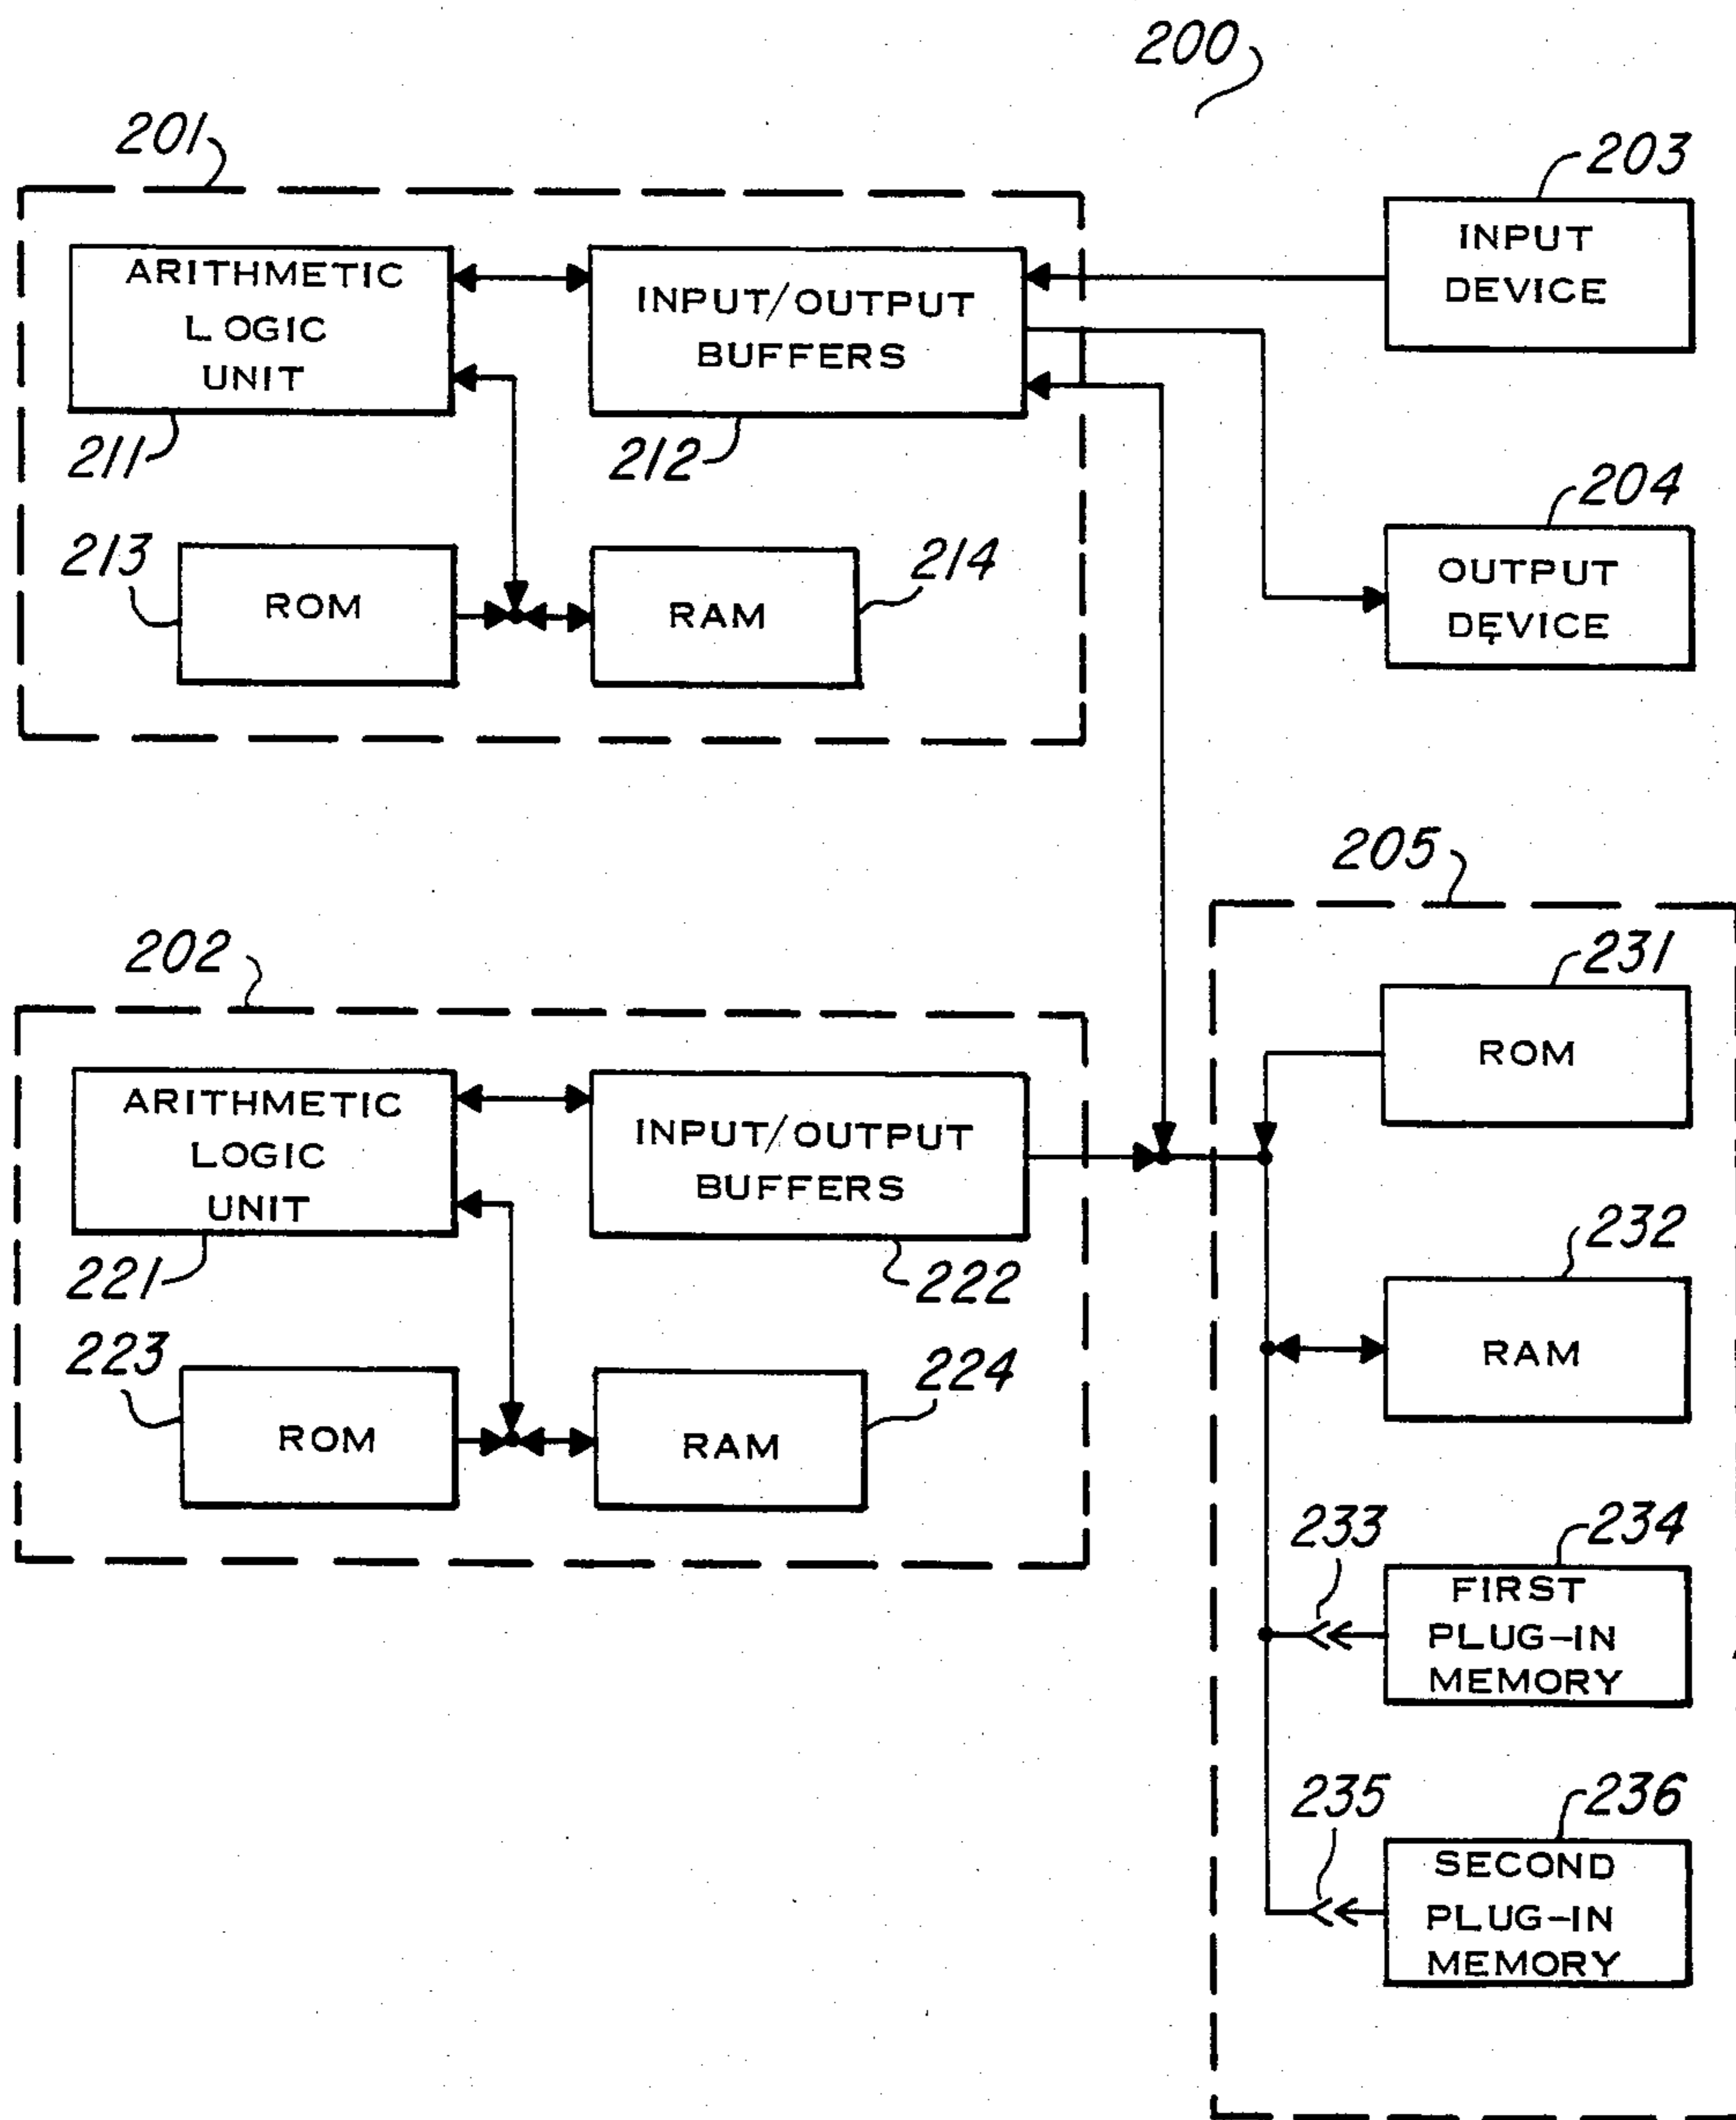 200
201
203
INPUT
DEVICE
ARITHMETIC
LOGIC
UNIT
INPUT/OUTPUT
BUFFERS
211
212
204
OUTPUT
DEVICE
213
ROM
RAM
214
205
202
231
ROM
ARITHMETIC
LOGIC
UNIT
INPUT/OUTPUT
BUFFERS
221
222
232
RAM
223
ROM
RAM
224
233
234
FIRST
PLUG-IN
MEMORY
235
236
SECOND
PLUG-IN
MEMORY